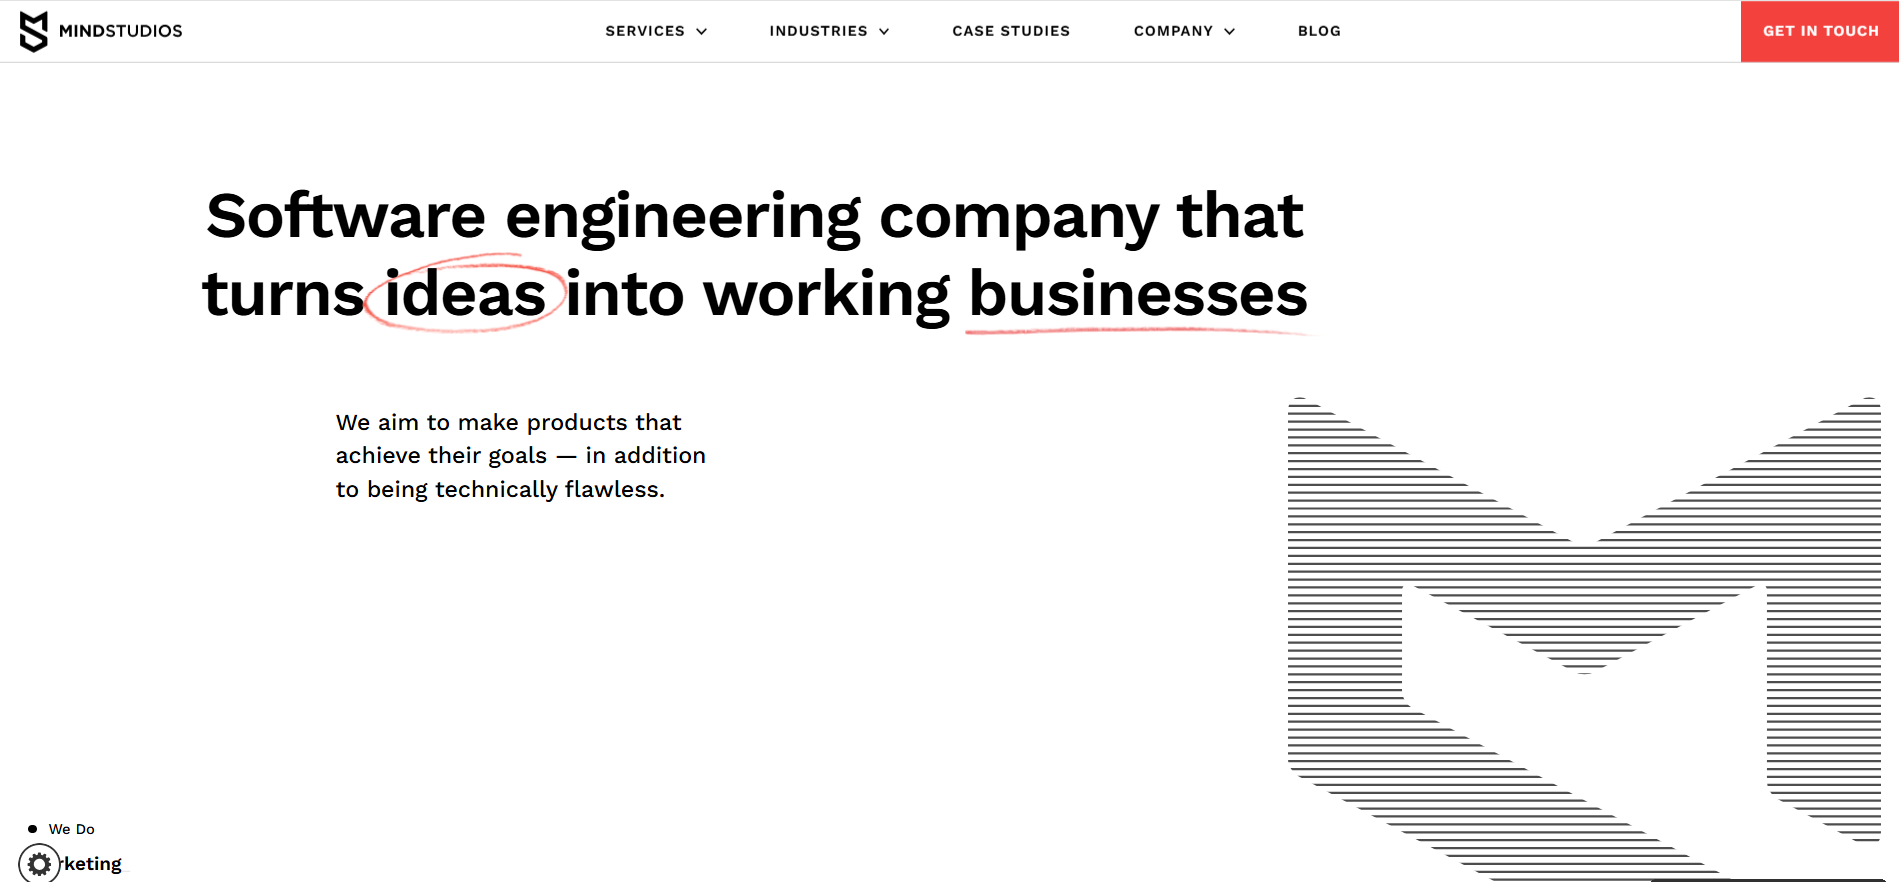 MINDSTUDIOS
SERVICES
INDUSTRIES
CASE STUDIES
COMPANY
BLOG
GET IN TOUCH
Software engineering company that
turns ideas into working businesses
We aim to make products that
achieve their goals — in addition
to being technically flawless.
We Do
rketing